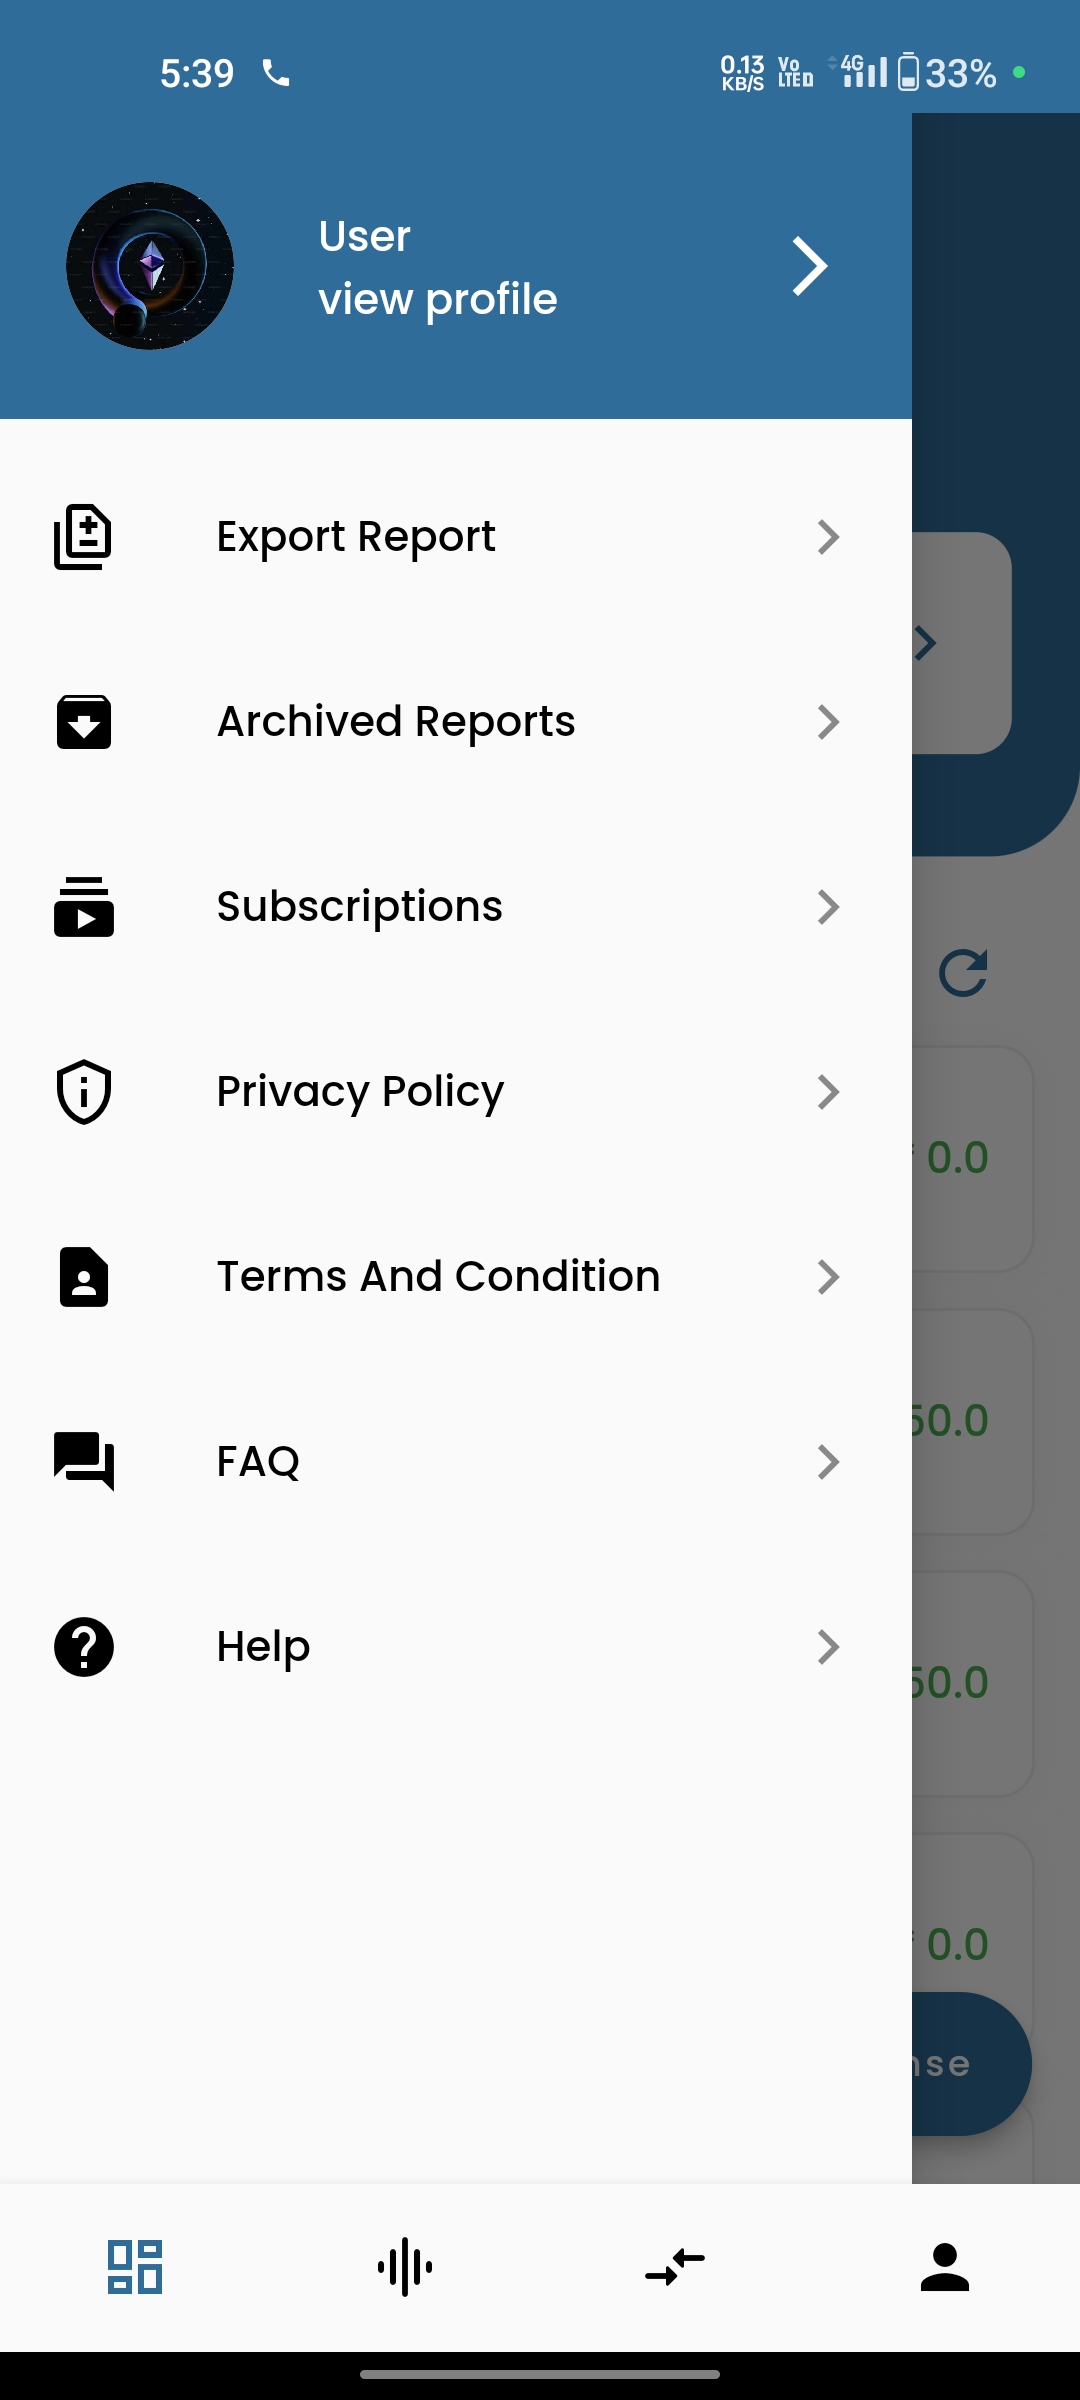 5:39
0.13 KB/S Vo LTED 4G 33%
User
view profile
Export Report
Archived Reports
Subscriptions
Privacy Policy
0.0
Terms And Condition
50.0
FAQ
Help
50.0
0.0
nse